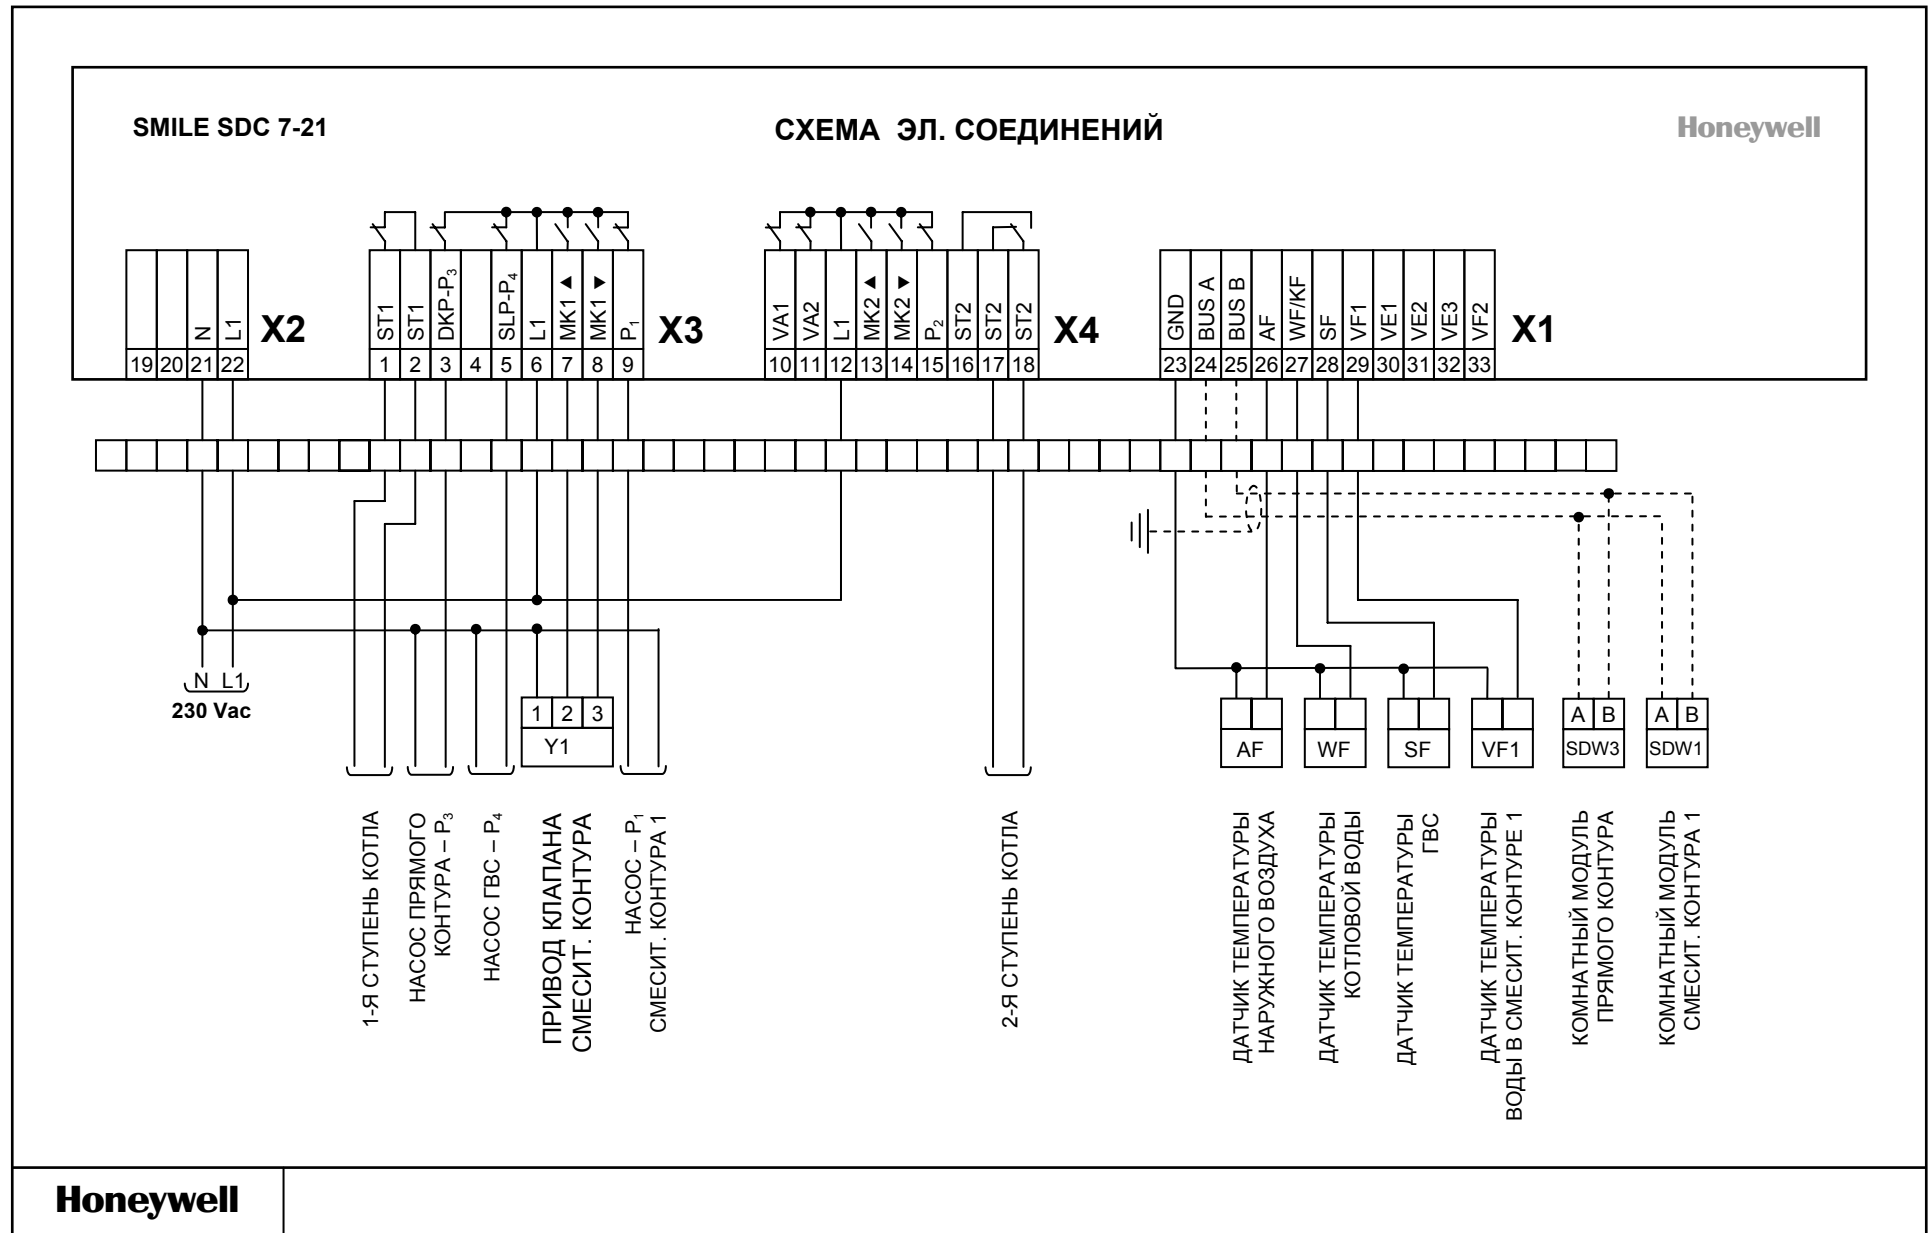 SMILE SDC 7-21
СХЕМА ЭЛ. СОЕДИНЕНИЙ
Honeywell
N
L1
X2
19 20 21 22
ST1
ST1
DKP-P₃
SLP-P₄
L1
MK1 ▲
MK1 ▼
P₁
X3
1 2 3 4 5 6 7 8 9
VA1
VA2
L1
MK2 ▲
MK2 ▼
P₂
ST2
ST2
ST2
X4
10 11 12 13 14 15 16 17 18
GND
BUS A
BUS B
AF
WF/KF
SF
VF1
VE1
VE2
VE3
VF2
X1
23 24 25 26 27 28 29 30 31 32 33
N L1
230 Vac
1 2 3
Y1
AF
WF
SF
VF1
A B
SDW3
A B
SDW1
1-Я СТУПЕНЬ КОТЛА
НАСОС ПРЯМОГО
КОНТУРА – P₃
НАСОС ГВС – P₄
ПРИВОД КЛАПАНА
СМЕСИТ. КОНТУРА
НАСОС – P₁
СМЕСИТ. КОНТУРА 1
2-Я СТУПЕНЬ КОТЛА
ДАТЧИК ТЕМПЕРАТУРЫ
НАРУЖНОГО ВОЗДУХА
ДАТЧИК ТЕМПЕРАТУРЫ
КОТЛОВОЙ ВОДЫ
ДАТЧИК ТЕМПЕРАТУРЫ
ГВС
ДАТЧИК ТЕМПЕРАТУРЫ
ВОДЫ В СМЕСИТ. КОНТУРЕ 1
КОМНАТНЫЙ МОДУЛЬ
ПРЯМОГО КОНТУРА
КОМНАТНЫЙ МОДУЛЬ
СМЕСИТ. КОНТУРА 1
Honeywell